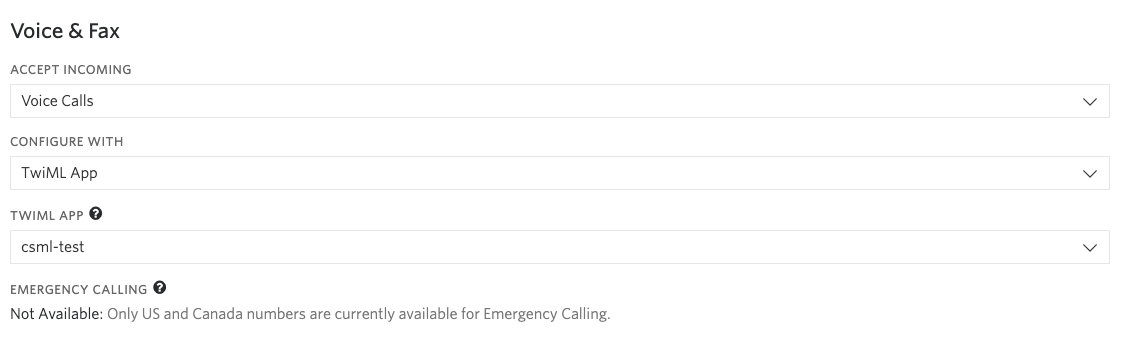 Voice & Fax
ACCEPT INCOMING
Voice Calls
CONFIGURE WITH
TwiML App
TWIML APP ?
csml-test
EMERGENCY CALLING ?
Not Available: Only US and Canada numbers are currently available for Emergency Calling.